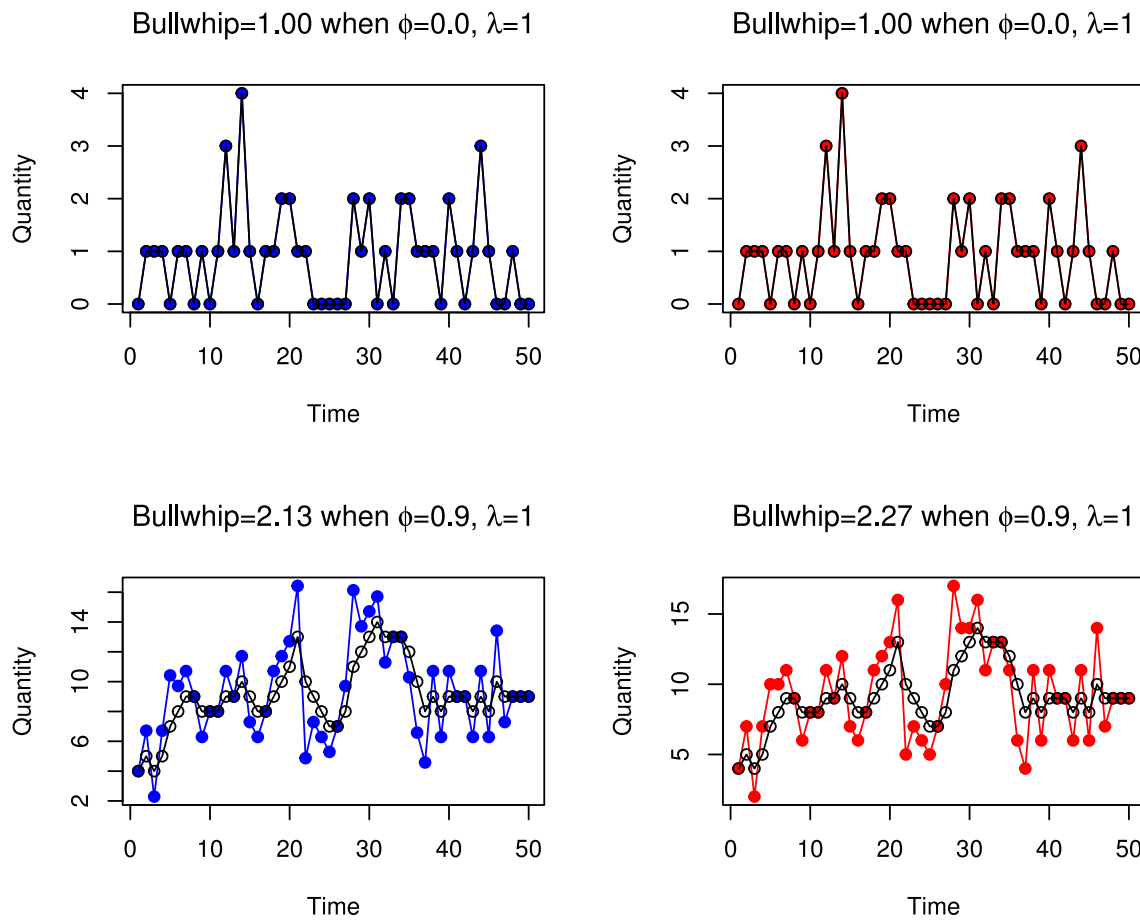 Bullwhip=1.00 when ϕ=0.0, λ=1
Quantity
4
3
2
1
0
0 10 20 30 40 50
Time
Bullwhip=1.00 when ϕ=0.0, λ=1
Quantity
4
3
2
1
0
0 10 20 30 40 50
Time
Bullwhip=2.13 when ϕ=0.9, λ=1
Quantity
14
10
6
2
0 10 20 30 40 50
Time
Bullwhip=2.27 when ϕ=0.9, λ=1
Quantity
15
10
5
0 10 20 30 40 50
Time